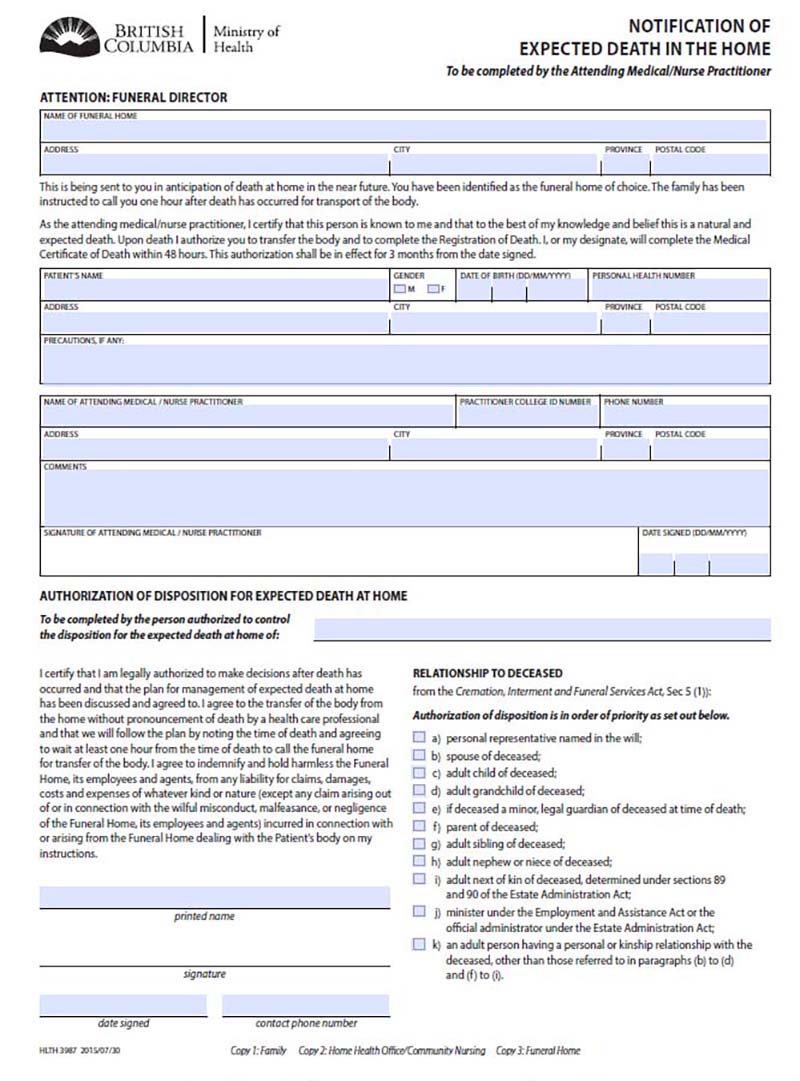 BRITISH
COLUMBIA
Ministry of
Health
NOTIFICATION OF
EXPECTED DEATH IN THE HOME
To be completed by the Attending Medical/Nurse Practitioner
ATTENTION: FUNERAL DIRECTOR
NAME OF FUNERAL HOME
ADDRESS CITY PROVINCE POSTAL CODE
This is being sent to you in anticipation of death at home in the near future. You have been identified as the funeral home of choice. The family has been
instructed to call you one hour after death has occurred for transport of the body.
As the attending medical/nurse practitioner, I certify that this person is known to me and that to the best of my knowledge and belief this is a natural and
expected death. Upon death I authorize you to transfer the body and to complete the Registration of Death. I, or my designate, will complete the Medical
Certificate of Death within 48 hours. This authorization shall be in effect for 3 months from the date signed.
PATIENT'S NAME GENDER DATE OF BIRTH (DD/MM/YYYY) PERSONAL HEALTH NUMBER
M F
ADDRESS CITY PROVINCE POSTAL CODE
PRECAUTIONS, IF ANY:
NAME OF ATTENDING MEDICAL / NURSE PRACTITIONER PRACTITIONER COLLEGE ID NUMBER PHONE NUMBER
ADDRESS CITY PROVINCE POSTAL CODE
COMMENTS
SIGNATURE OF ATTENDING MEDICAL / NURSE PRACTITIONER DATE SIGNED (DD/MM/YYYY)
AUTHORIZATION OF DISPOSITION FOR EXPECTED DEATH AT HOME
To be completed by the person authorized to control
the disposition for the expected death at home of:
I certify that I am legally authorized to make decisions after death has
occurred and that the plan for management of expected death at home
has been discussed and agreed to. I agree to the transfer of the body from
the home without pronouncement of death by a health care professional
and that we will follow the plan by noting the time of death and agreeing
to wait at least one hour from the time of death to call the funeral home
for transfer of the body. I agree to indemnify and hold harmless the Funeral
Home, its employees and agents, from any liability for claims, damages,
costs and expenses of whatever kind or nature (except any claim arising out
of or in connection with the wilful misconduct, malfeasance, or negligence
of the Funeral Home, its employees and agents) incurred in connection with
or arising from the Funeral Home dealing with the Patient's body on my
instructions.
printed name
signature
date signed contact phone number
RELATIONSHIP TO DECEASED
from the Cremation, Interment and Funeral Services Act, Sec 5 (1)):
Authorization of disposition is in order of priority as set out below.
a) personal representative named in the will;
b) spouse of deceased;
c) adult child of deceased;
d) adult grandchild of deceased;
e) if deceased a minor, legal guardian of deceased at time of death;
f) parent of deceased;
g) adult sibling of deceased;
h) adult nephew or niece of deceased;
i) adult next of kin of deceased, determined under sections 89
and 90 of the Estate Administration Act;
j) minister under the Employment and Assistance Act or the
official administrator under the Estate Administration Act;
k) an adult person having a personal or kinship relationship with the
deceased, other than those referred to in paragraphs (b) to (d)
and (f) to (i).
HLTH 3987 2015/07/30 Copy 1: Family Copy 2: Home Health Office/Community Nursing Copy 3: Funeral Home